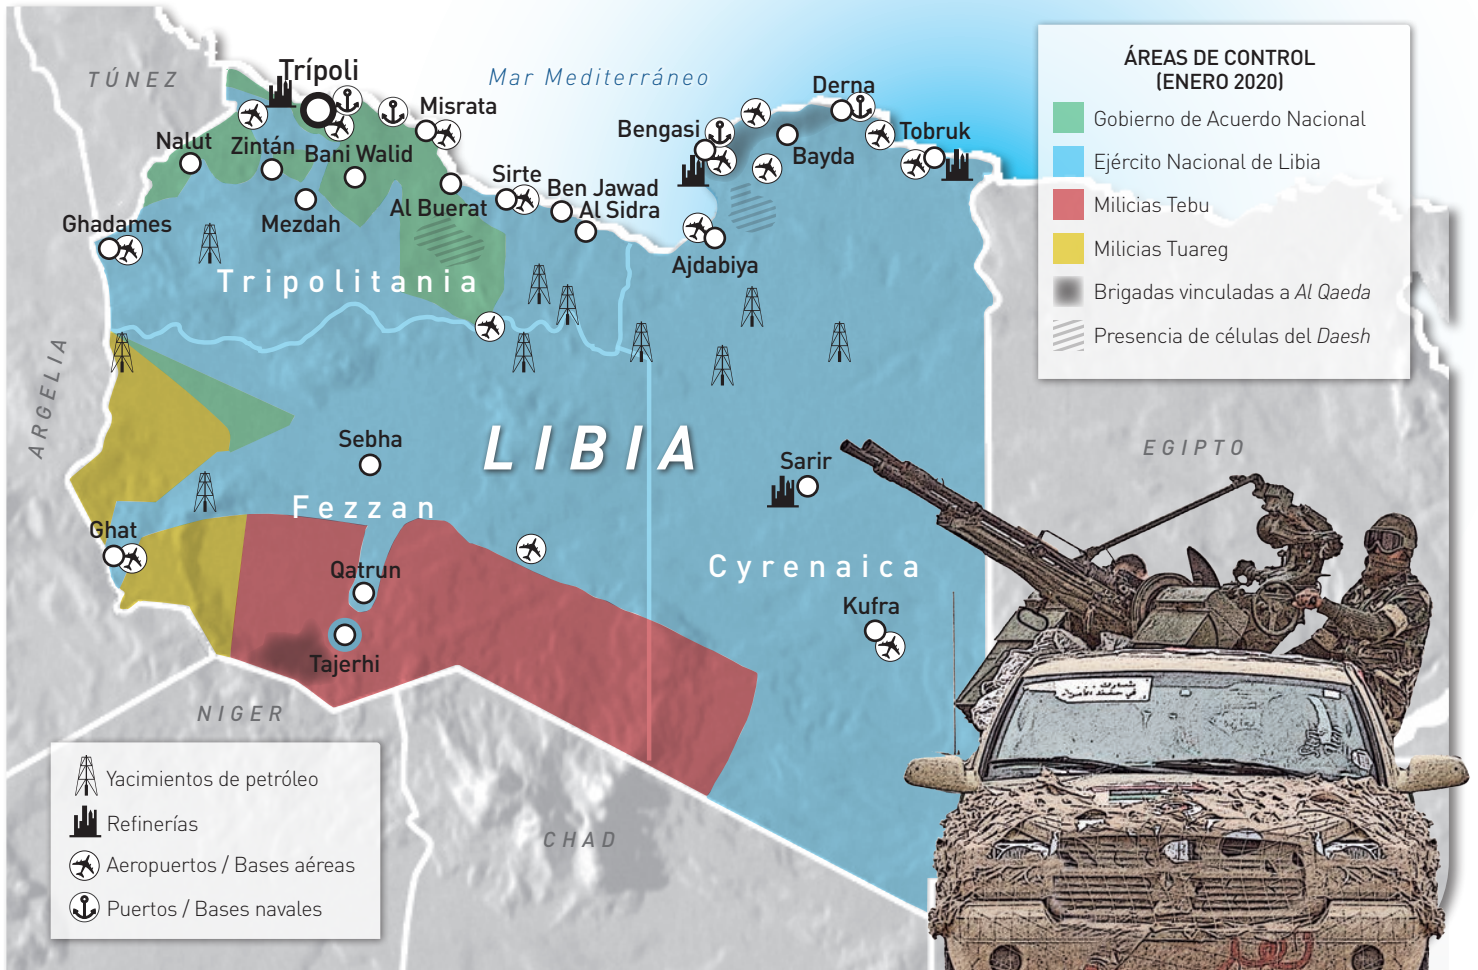 TÚNEZ
Trípoli
Mar Mediterráneo
Misrata
Nalut
Zintán
Bani Walid
Sirte
Ben Jawad
Al Buerat
Al Sidra
Mezdah
Ghadames
Bengasi
Derna
Bayda
Tobruk
Ajdabiya
Tripolitania
ARGELIA
LIBIA
Sebha
Fezzan
Ghat
Qatrun
Tajerhi
Sarir
Cyrenaica
Kufra
EGIPTO
NIGER
CHAD
ÁREAS DE CONTROL
(ENERO 2020)
Gobierno de Acuerdo Nacional
Ejército Nacional de Libia
Milicias Tebu
Milicias Tuareg
Brigadas vinculadas a Al Qaeda
Presencia de células del Daesh
Yacimientos de petróleo
Refinerías
Aeropuertos / Bases aéreas
Puertos / Bases navales